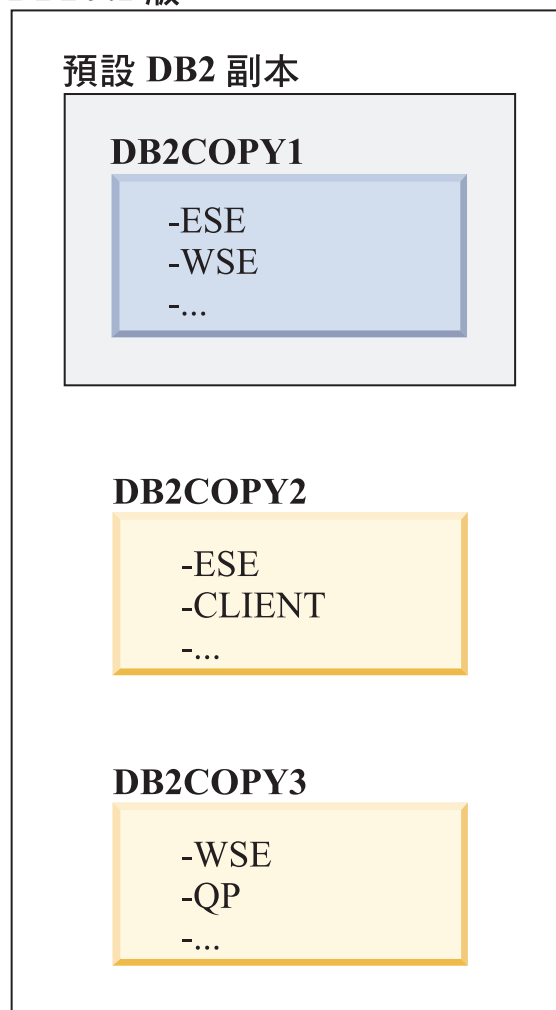 預設 DB2 副本
DB2COPY1
-ESE
-WSE
-...
DB2COPY2
-ESE
-CLIENT
-...
DB2COPY3
-WSE
-QP
-...